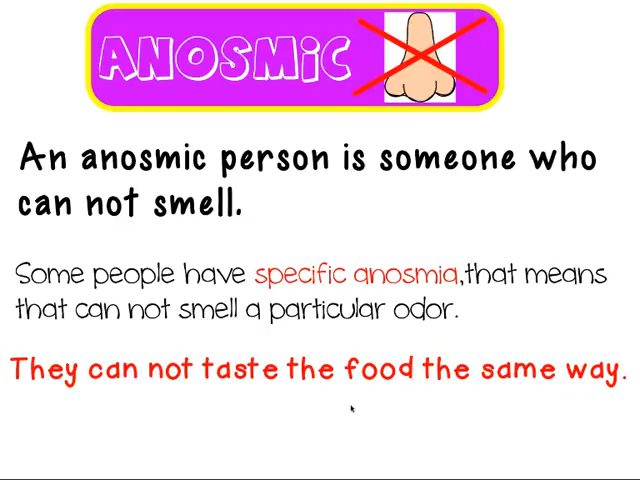 ANOSMiC
An anosmic person is someone who
can not smell.
Some people have specific anosmia,that means
that can not smell a particular odor.
They can not taste the food the same way.